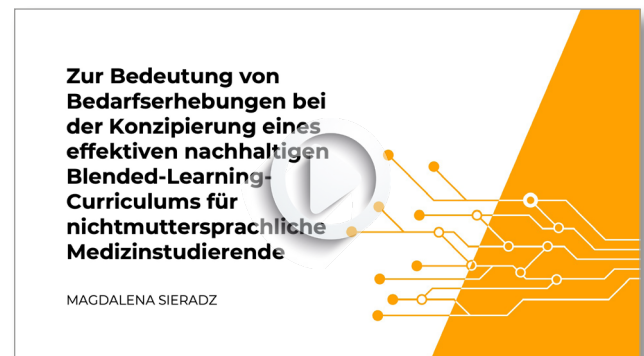 Zur Bedeutung von
Bedarfserhebungen bei
der Konzipierung eines
effektiven nachhaltigen
Blended-Learning-
Curriculums für
nichtmuttersprachliche
Medizinstudierende
MAGDALENA SIERADZ